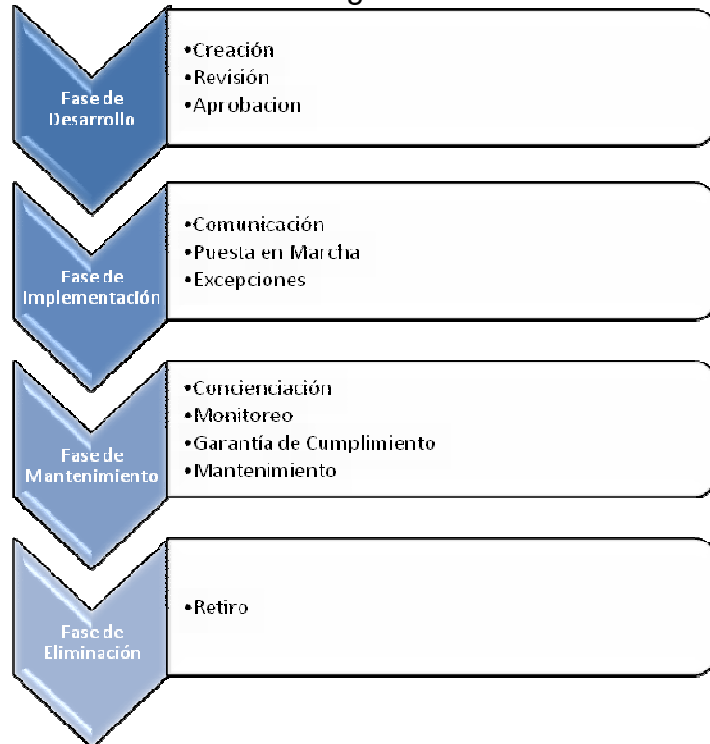 Fase de
Desarrollo
•Creación
•Revisión
•Aprobacion
Fase de
Implementación
•Comunicación
•Puesta en Marcha
•Excepciones
Fase de
Mantenimiento
•Concienciación
•Monitoreo
•Garantía de Cumplimiento
•Mantenimiento
Fase de
Eliminación
•Retiro